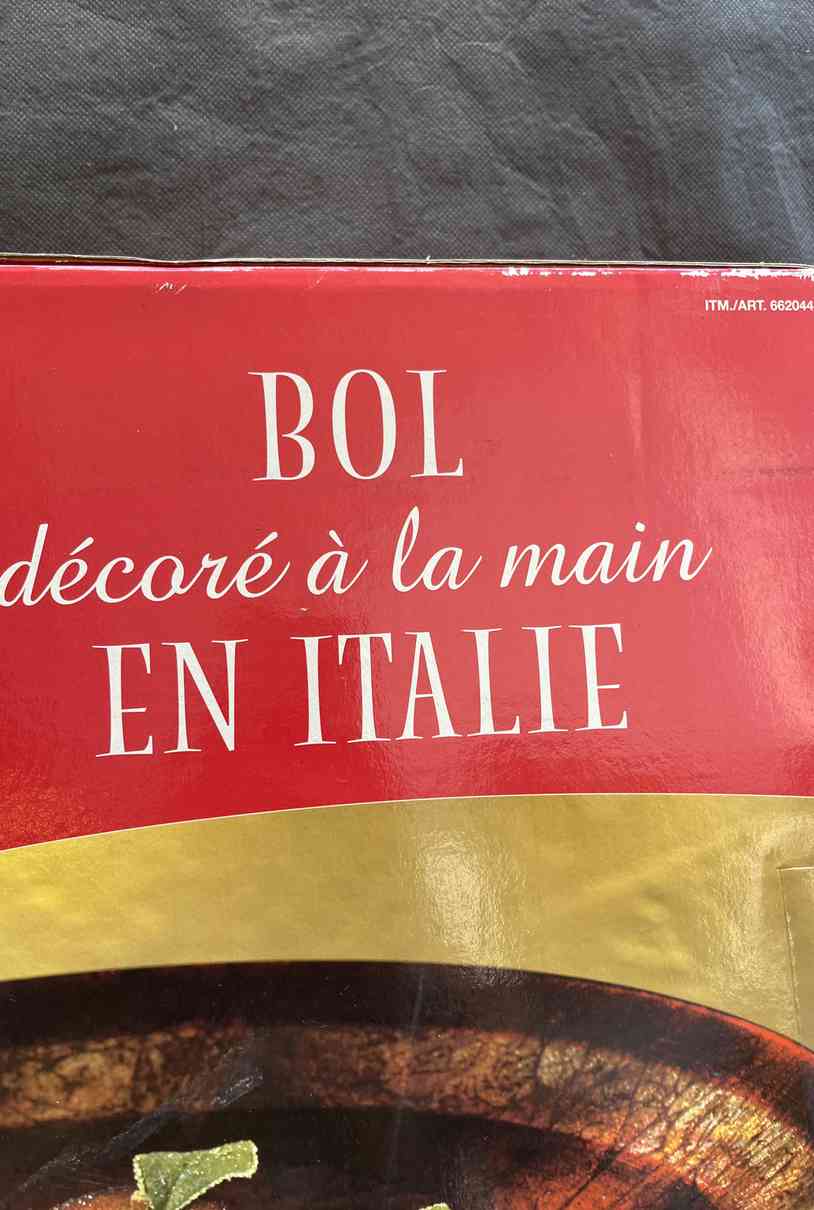 ITM./ART. 662044
BOL
décoré à la main
EN ITALIE